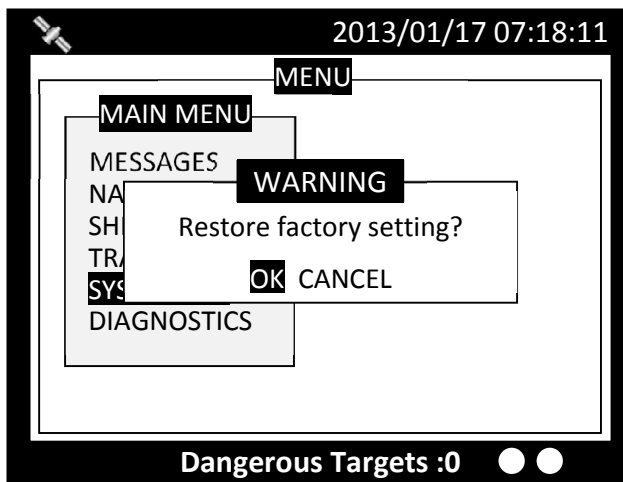 2013/01/17 07:18:11
MENU
MAIN MENU
MESSAGES
WARNING
Restore factory setting?
OK CANCEL
DIAGNOSTICS
Dangerous Targets :0